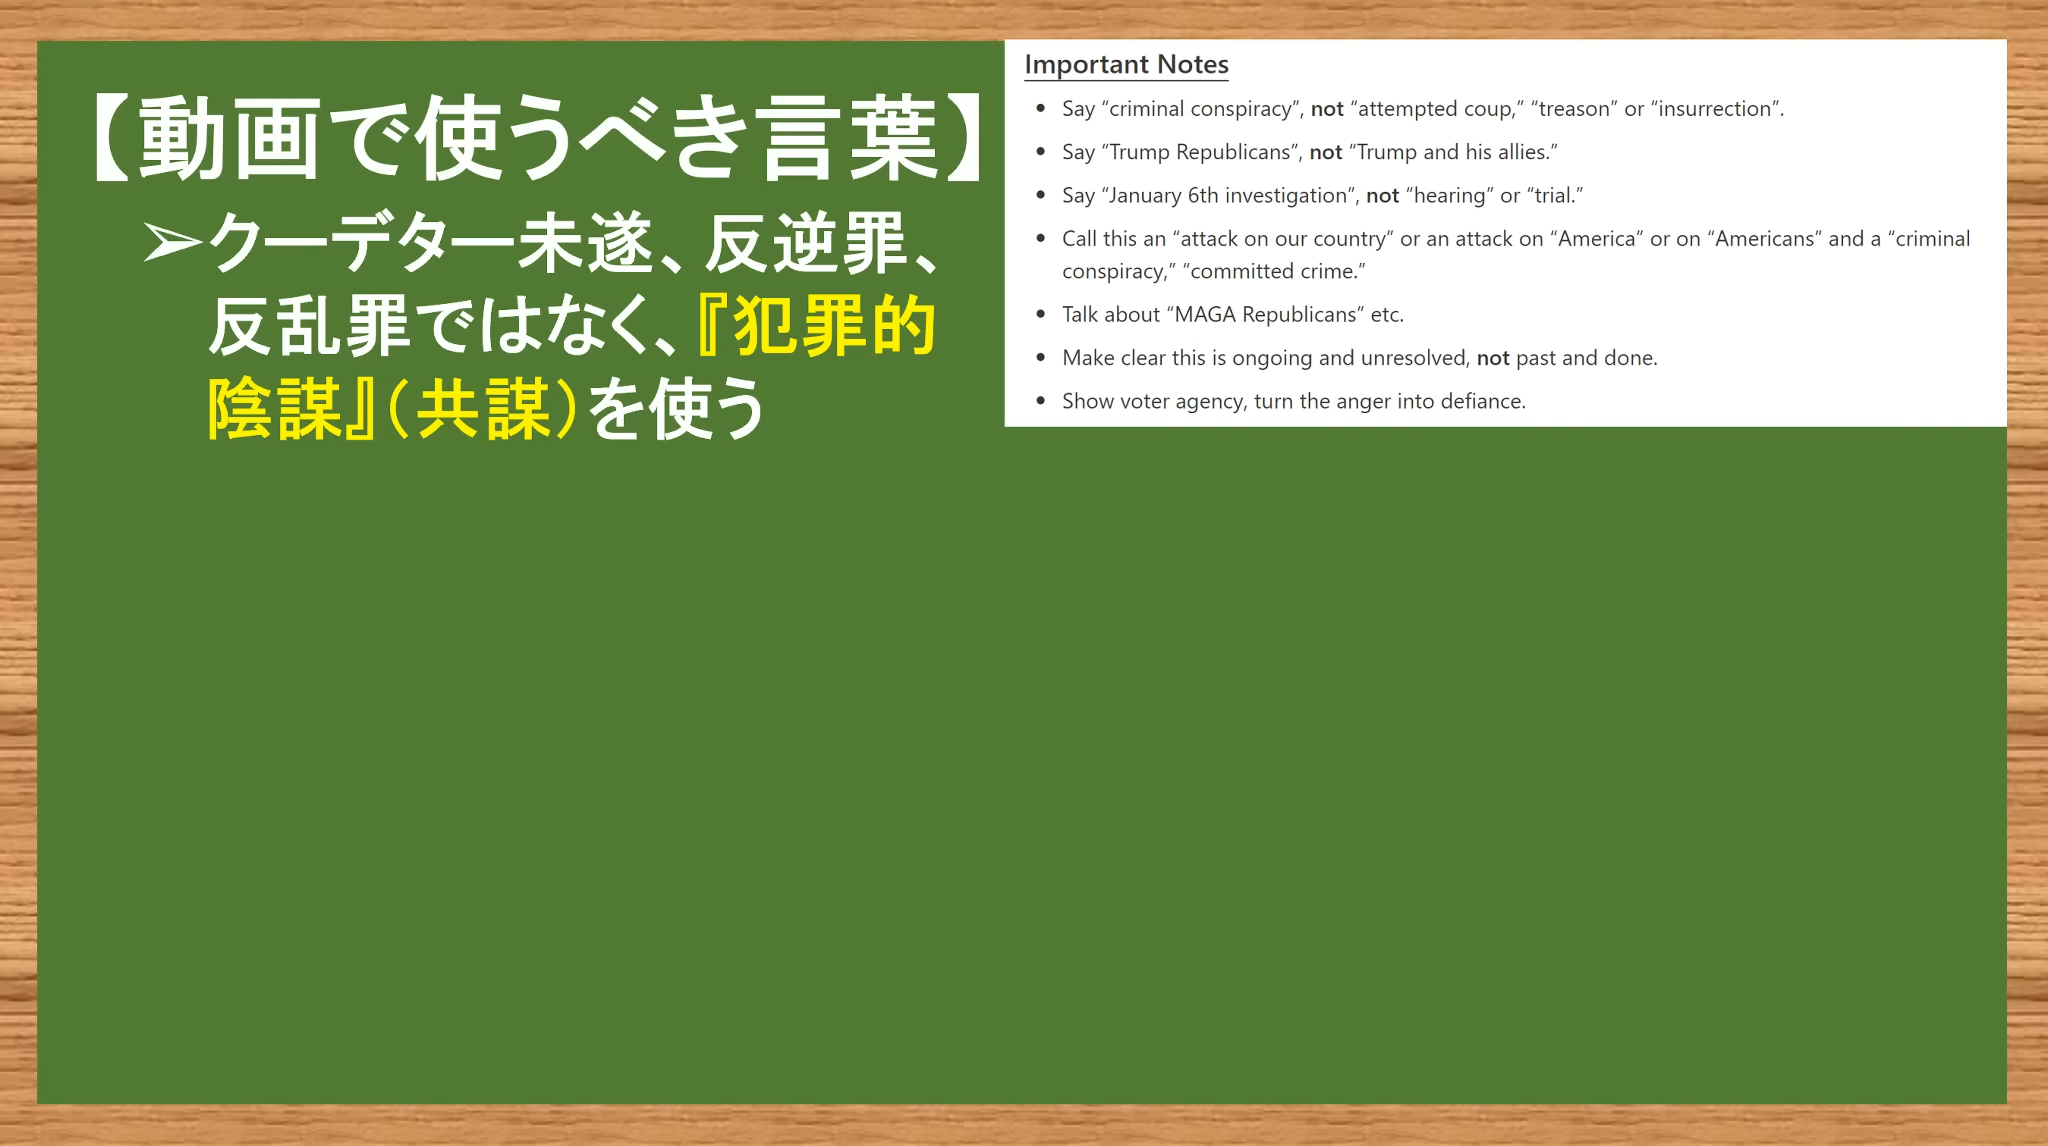 【動画で使うべき言葉】
➢クーデター未遂、反逆罪、
反乱罪ではなく、『犯罪的
陰謀』（共謀）を使う
Important Notes
• Say “criminal conspiracy”, not “attempted coup,” “treason” or “insurrection”.
• Say “Trump Republicans”, not “Trump and his allies.”
• Say “January 6th investigation”, not “hearing” or “trial.”
• Call this an “attack on our country“ or an attack on “America” or on “Americans” and a “criminal
conspiracy,” “committed crime.”
• Talk about “MAGA Republicans” etc.
• Make clear this is ongoing and unresolved, not past and done.
• Show voter agency, turn the anger into defiance.